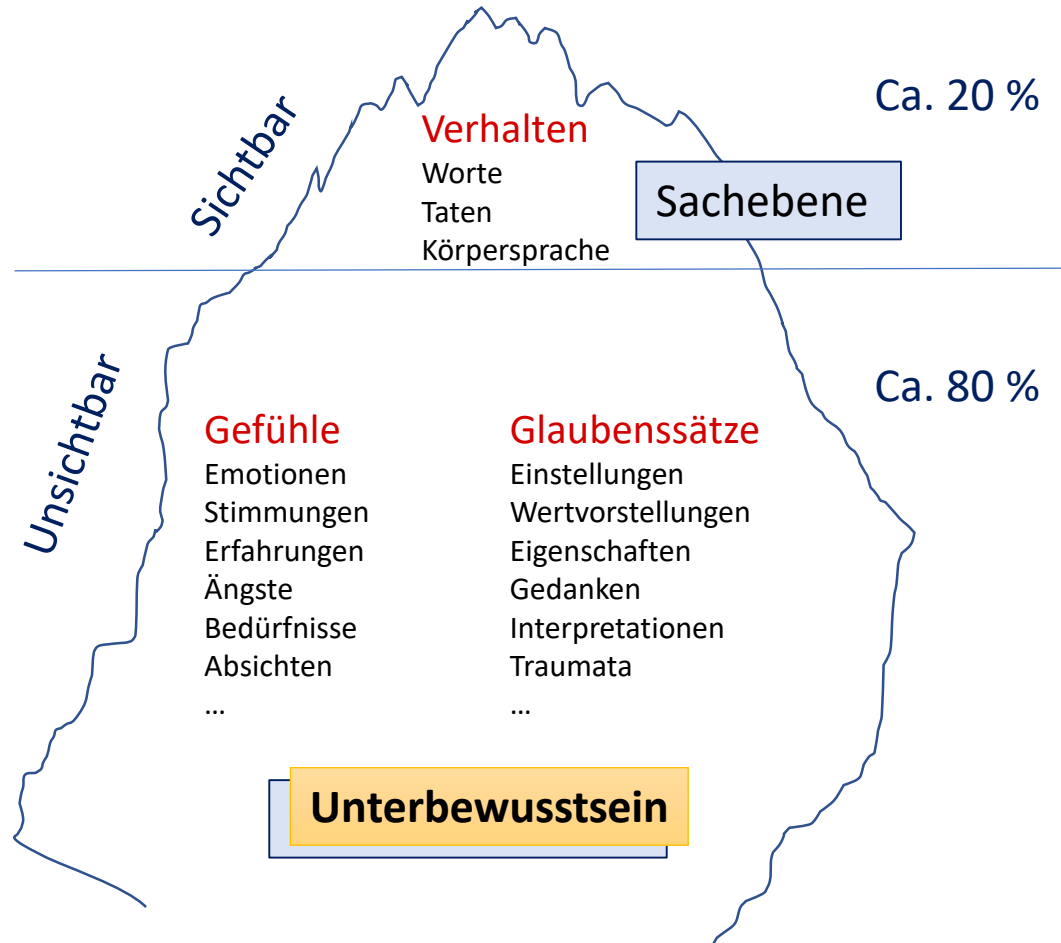 Ca. 20 %
Sichtbar
Verhalten
Worte
Taten
Körpersprache
Sachebene
Unsichtbar
Ca. 80 %
Gefühle
Emotionen
Stimmungen
Erfahrungen
Ängste
Bedürfnisse
Absichten
...
Glaubenssätze
Einstellungen
Wertvorstellungen
Eigenschaften
Gedanken
Interpretationen
Traumata
...
Unterbewusstsein